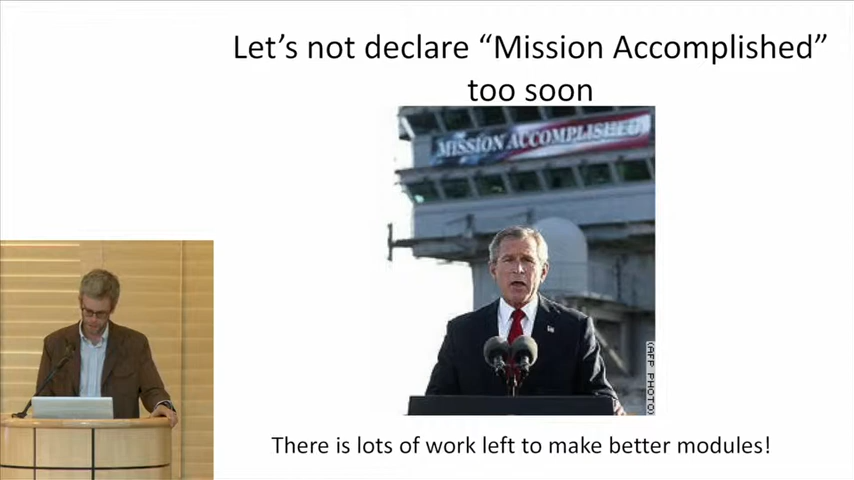 Let's not declare “Mission Accomplished”
too soon
MISSION ACCOMPLISHED
(AFP PHOTO)
There is lots of work left to make better modules!